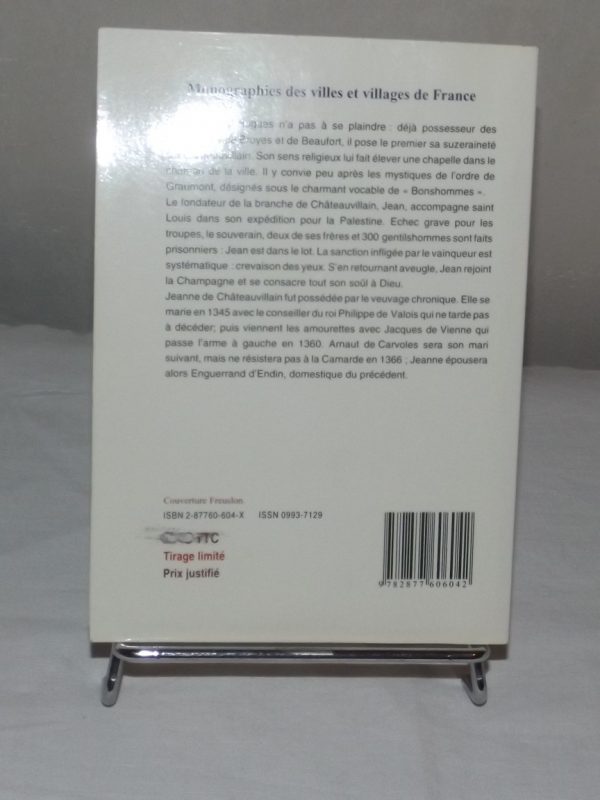 Monographies des villes et villages de France
n'a pas à se plaindre : déjà possesseur des
Broyes et de Beaufort, il pose le premier sa suzeraineté
Son sens religieux lui fait élever une chapelle dans le
de la ville. Il y convie peu après les mystiques de l'ordre de
Graumont, désignés sous le charmant vocable de « Bonshommes ».
Le fondateur de la branche de Châteauvillain, Jean, accompagne saint
Louis dans son expédition pour la Palestine. Echec grave pour les
troupes, le souverain, deux de ses frères et 300 gentilshommes sont faits
prisonniers : Jean est dans le lot. La sanction infligée par le vainqueur est
systématique : crevaison des yeux. S'en retournant aveugle, Jean rejoint
la Champagne et se consacre tout son soûl à Dieu.
Jeanne de Châteauvillain fut possédée par le veuvage chronique. Elle se
marie en 1345 avec le conseiller du roi Philippe de Valois qui ne tarde pas
à décéder; puis viennent les amourettes avec Jacques de Vienne qui
passe l'arme à gauche en 1360. Arnaut de Carvoles sera son mari
suivant, mais ne résistera pas à la Camarde en 1366 ; Jeanne épousera
alors Enguerrand d'Endin, domestique du précédent.
Couverture Freuslon
ISBN 2-87760-604-X ISSN 0993-7129
TTC
Tirage limité
Prix justifié
9 782877 606042